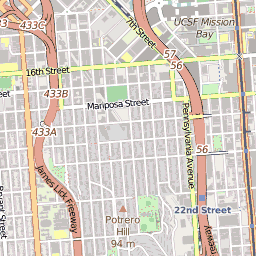 433C
7th Street
UCSF Mission
Bay
57
56
16th Street
433B
Mariposa Street
Pennsylvania Avenue
433A
56
James Lick Freeway
22nd Street
Potrero
Hill
94 m